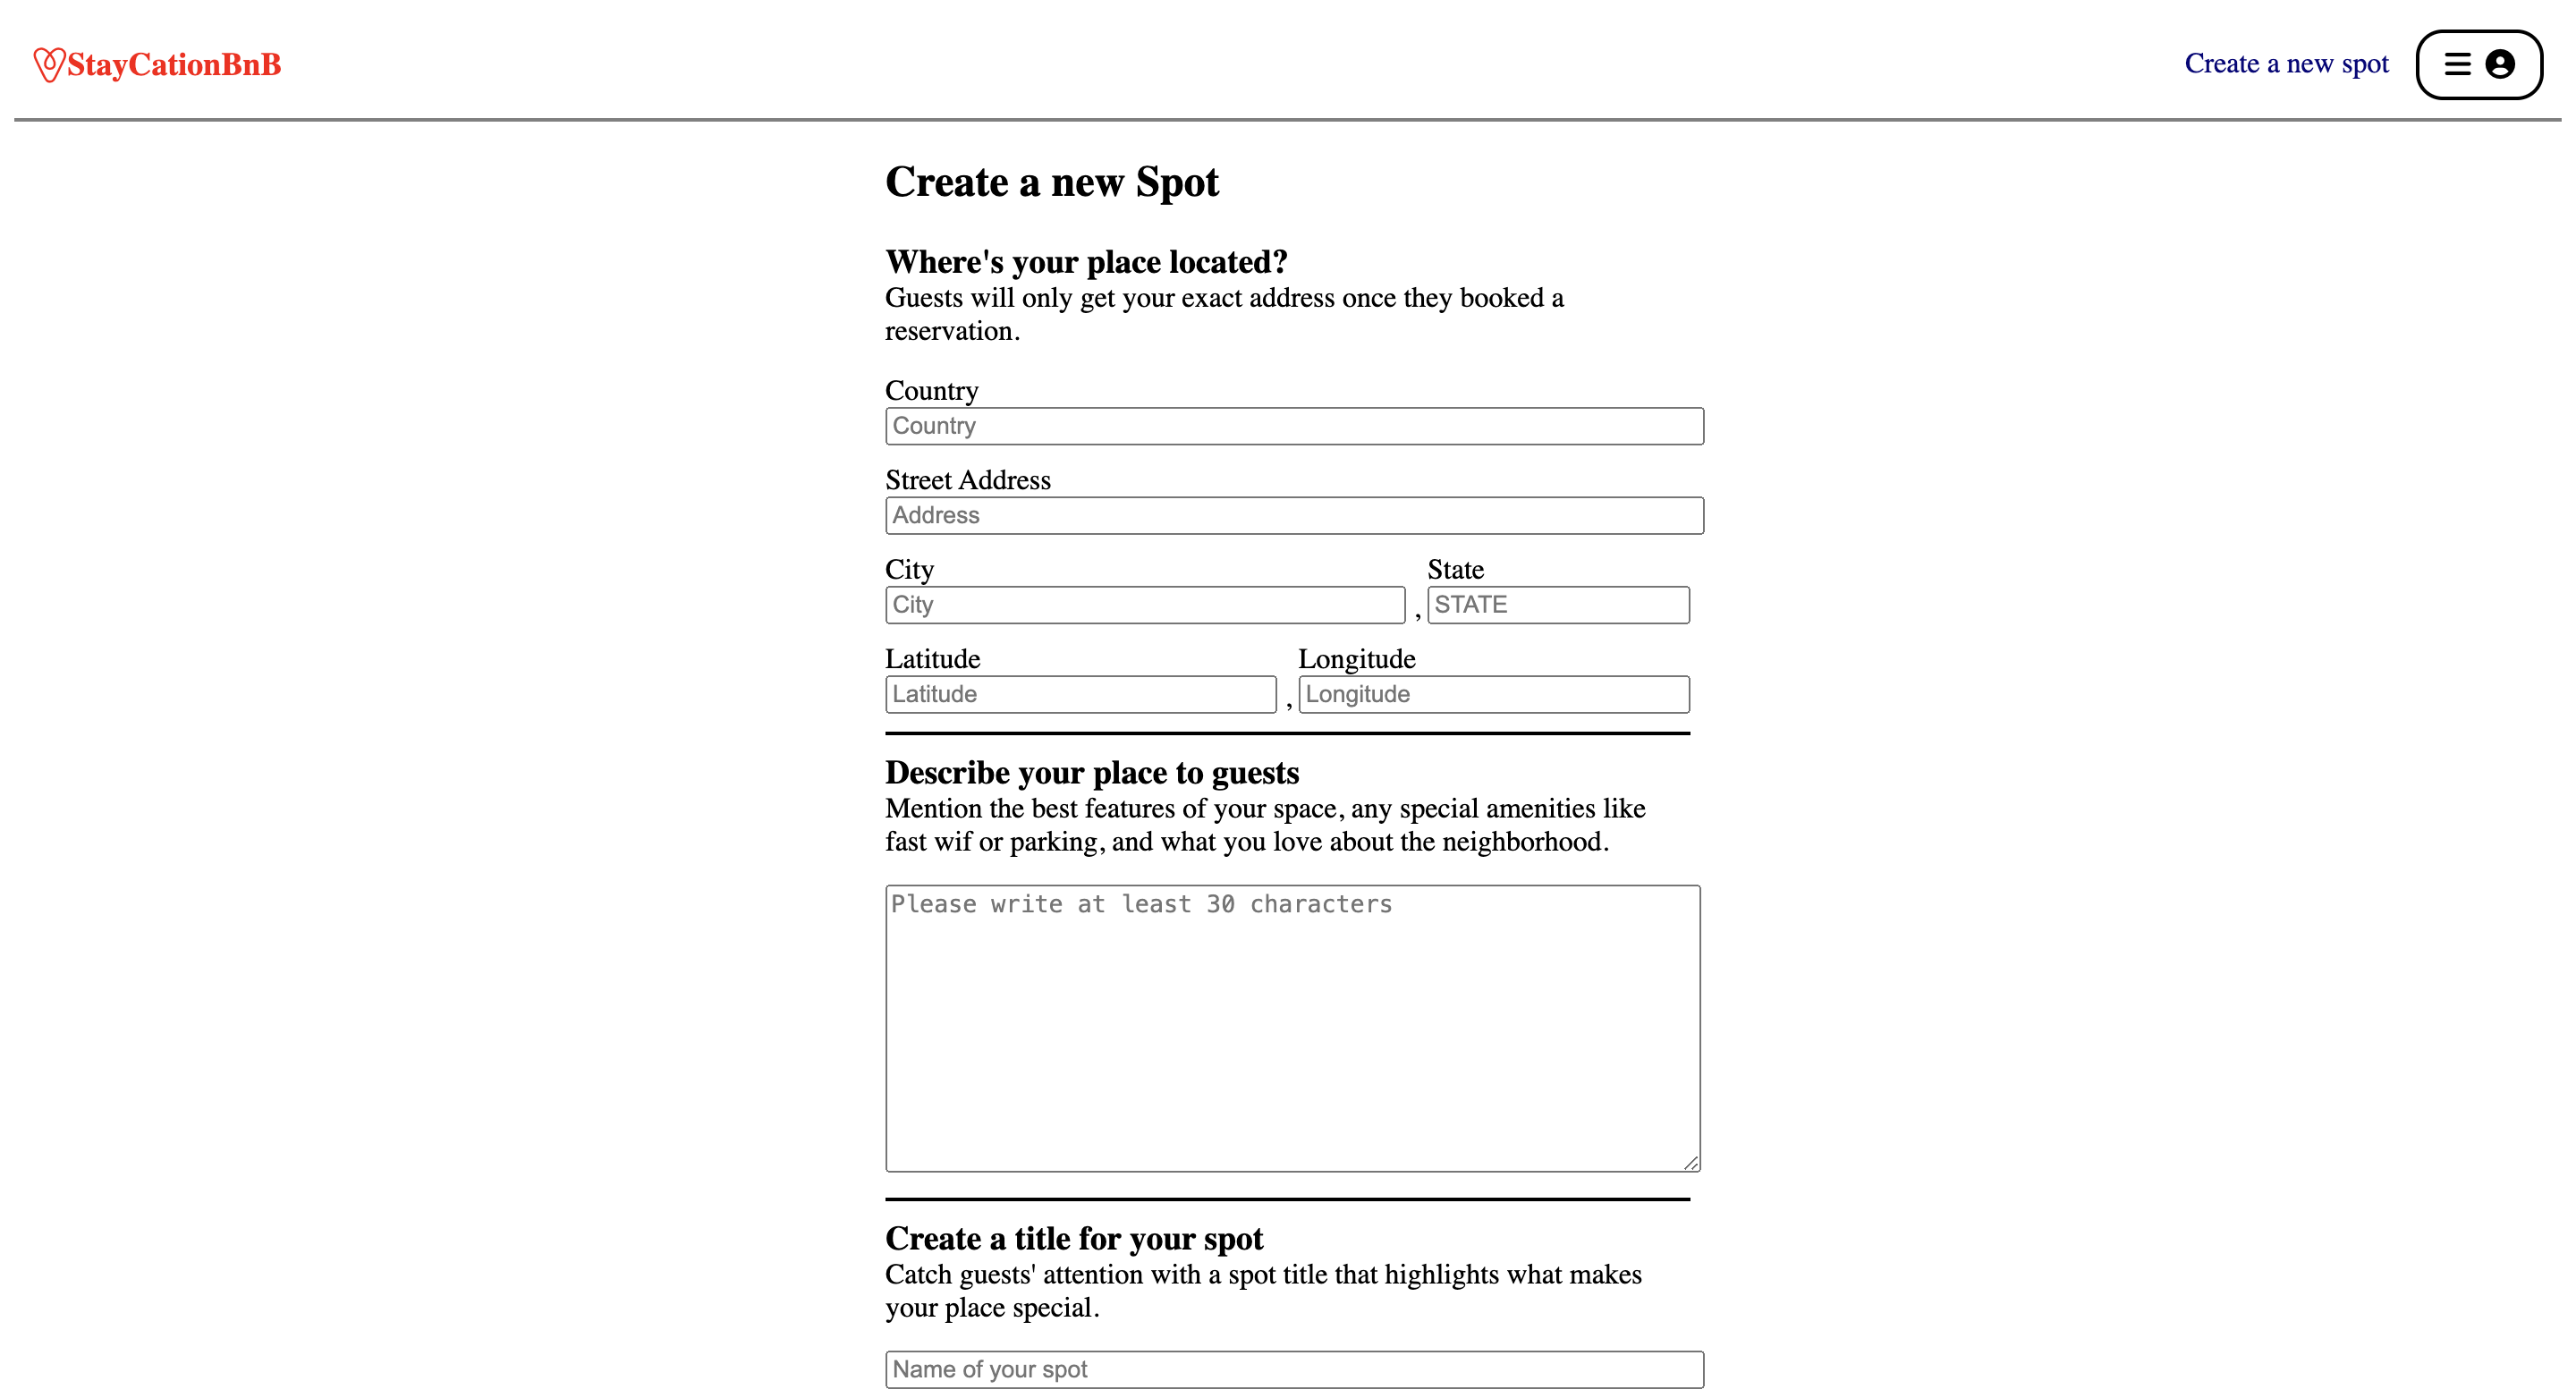 StayCationBnB
Create a new spot
Create a new Spot
Where's your place located?
Guests will only get your exact address once they booked a
reservation.
Country
Country
Street Address
Address
City State
City , STATE
Latitude Longitude
Latitude , Longitude
Describe your place to guests
Mention the best features of your space, any special amenities like
fast wif or parking, and what you love about the neighborhood.
Please write at least 30 characters
Create a title for your spot
Catch guests' attention with a spot title that highlights what makes
your place special.
Name of your spot